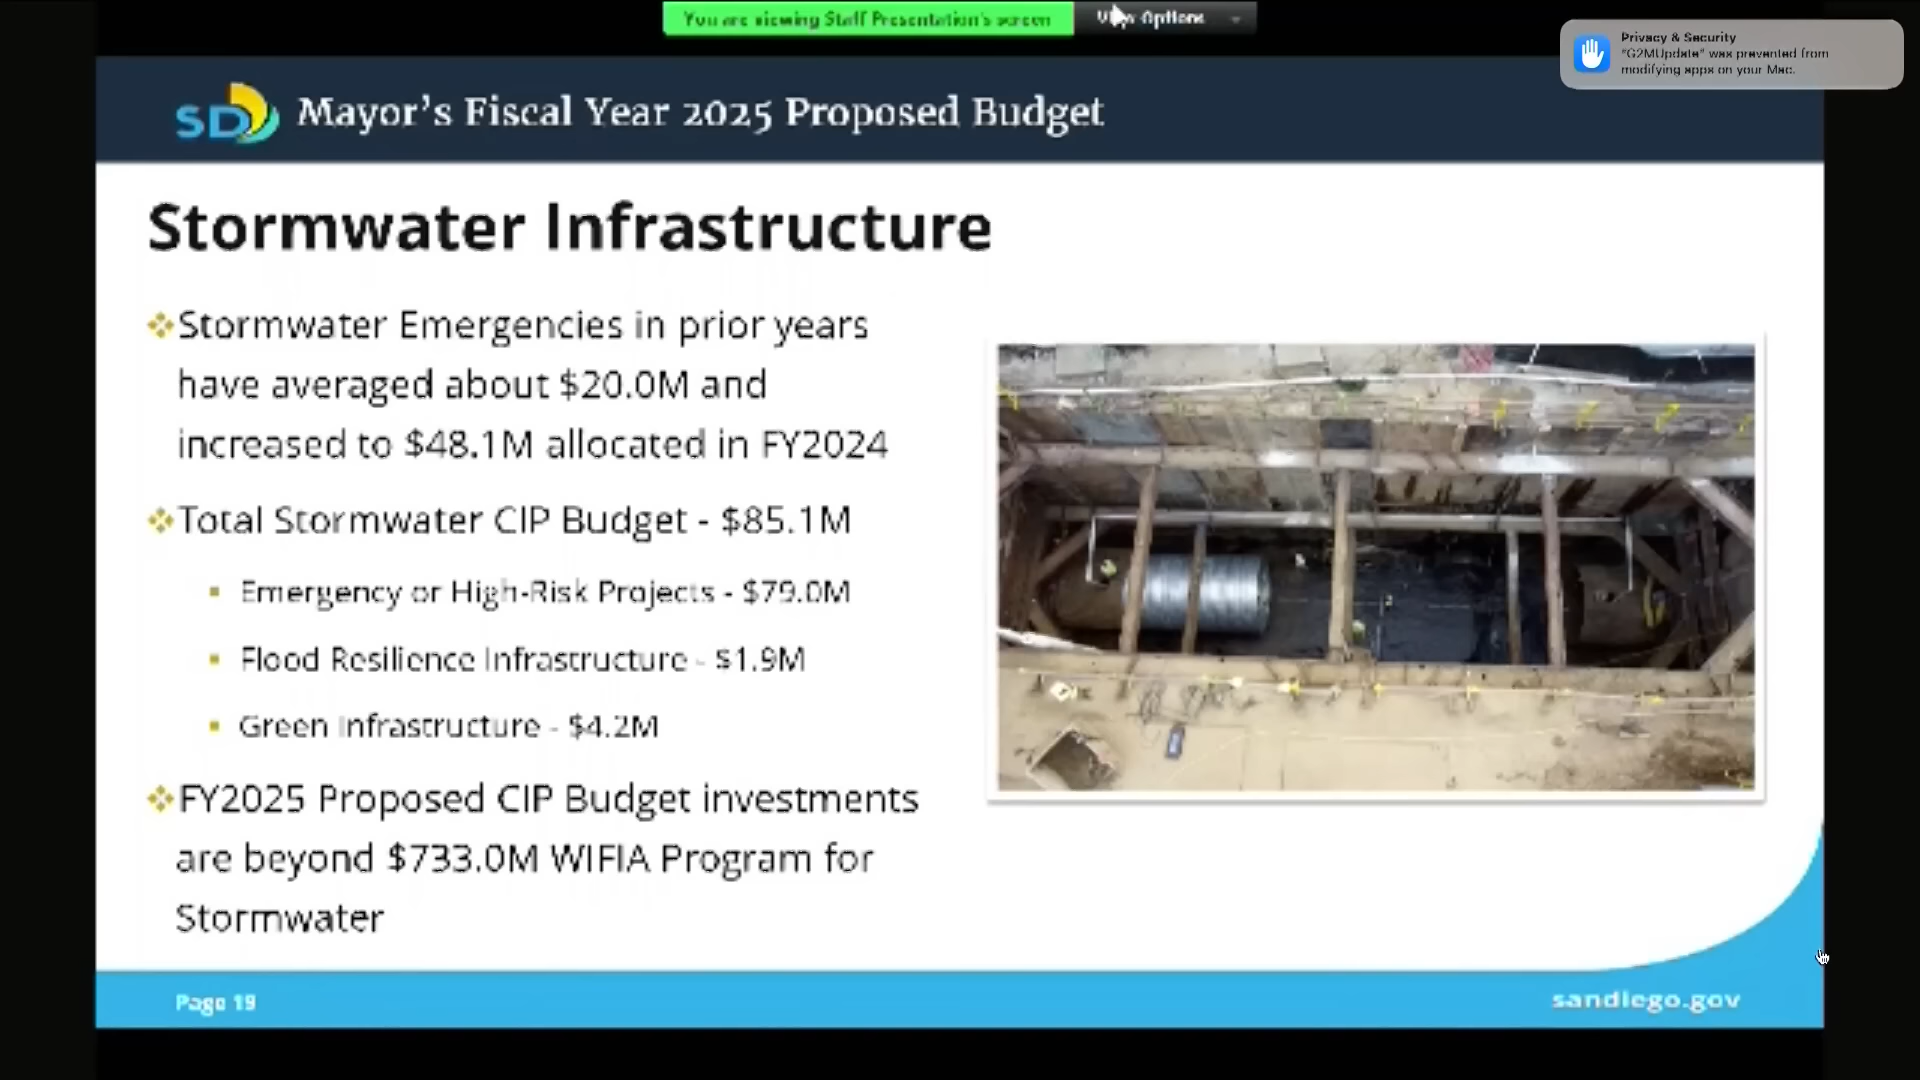 You are viewing Staff Presentation's screen
View Options
Privacy & Security
"G2MUpdate" was prevented from
modifying apps on your Mac.
SD
Mayor's Fiscal Year 2025 Proposed Budget
Stormwater Infrastructure
Stormwater Emergencies in prior years
have averaged about $20.0M and
increased to $48.1M allocated in FY2024
Total Stormwater CIP Budget - $85.1M
Emergency or High-Risk Projects - $79.0M
Flood Resilience Infrastructure - $1.9M
Green Infrastructure - $4.2M
FY2025 Proposed CIP Budget investments
are beyond $733.0M WIFIA Program for
Stormwater
Page 19
sandiego.gov